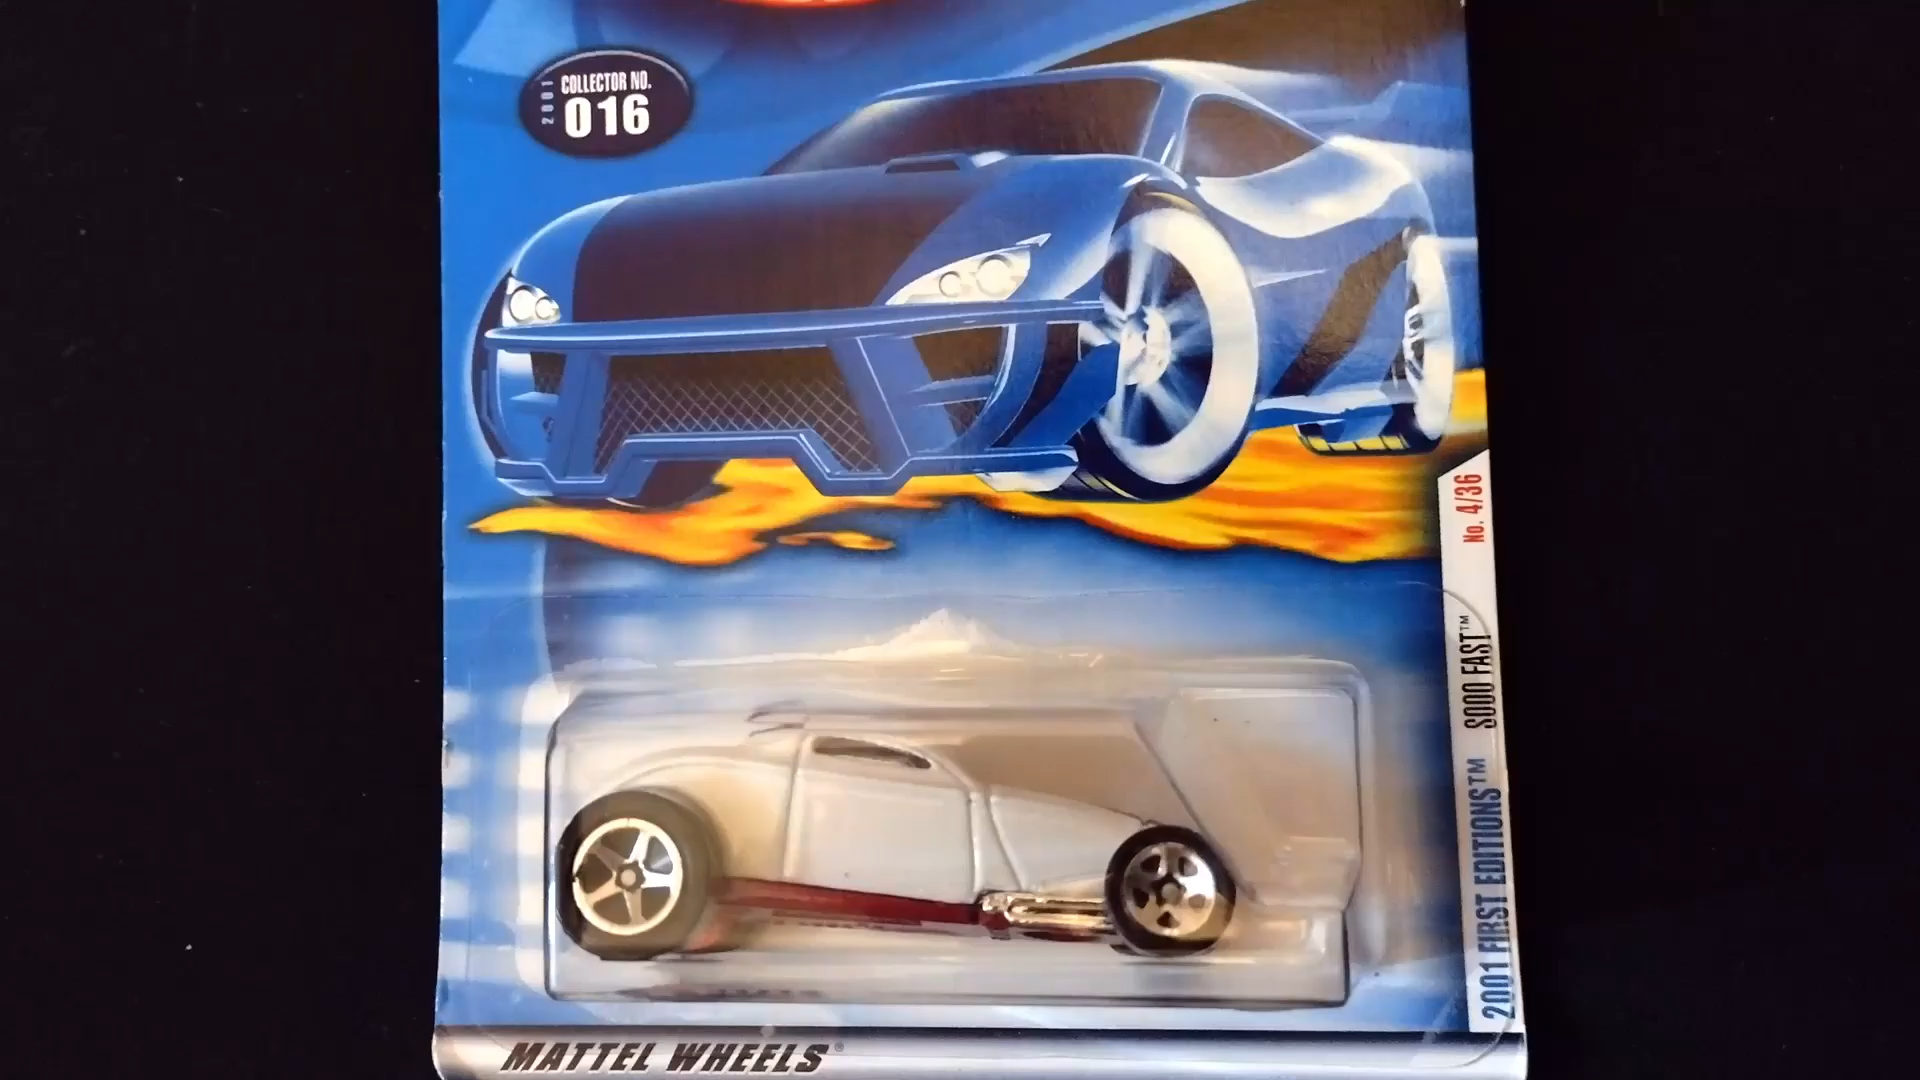 2001
COLLECTOR NO.
016
No. 4/36
SOOO FAST™
2001 FIRST EDITIONS™
MATTEL WHEELS®